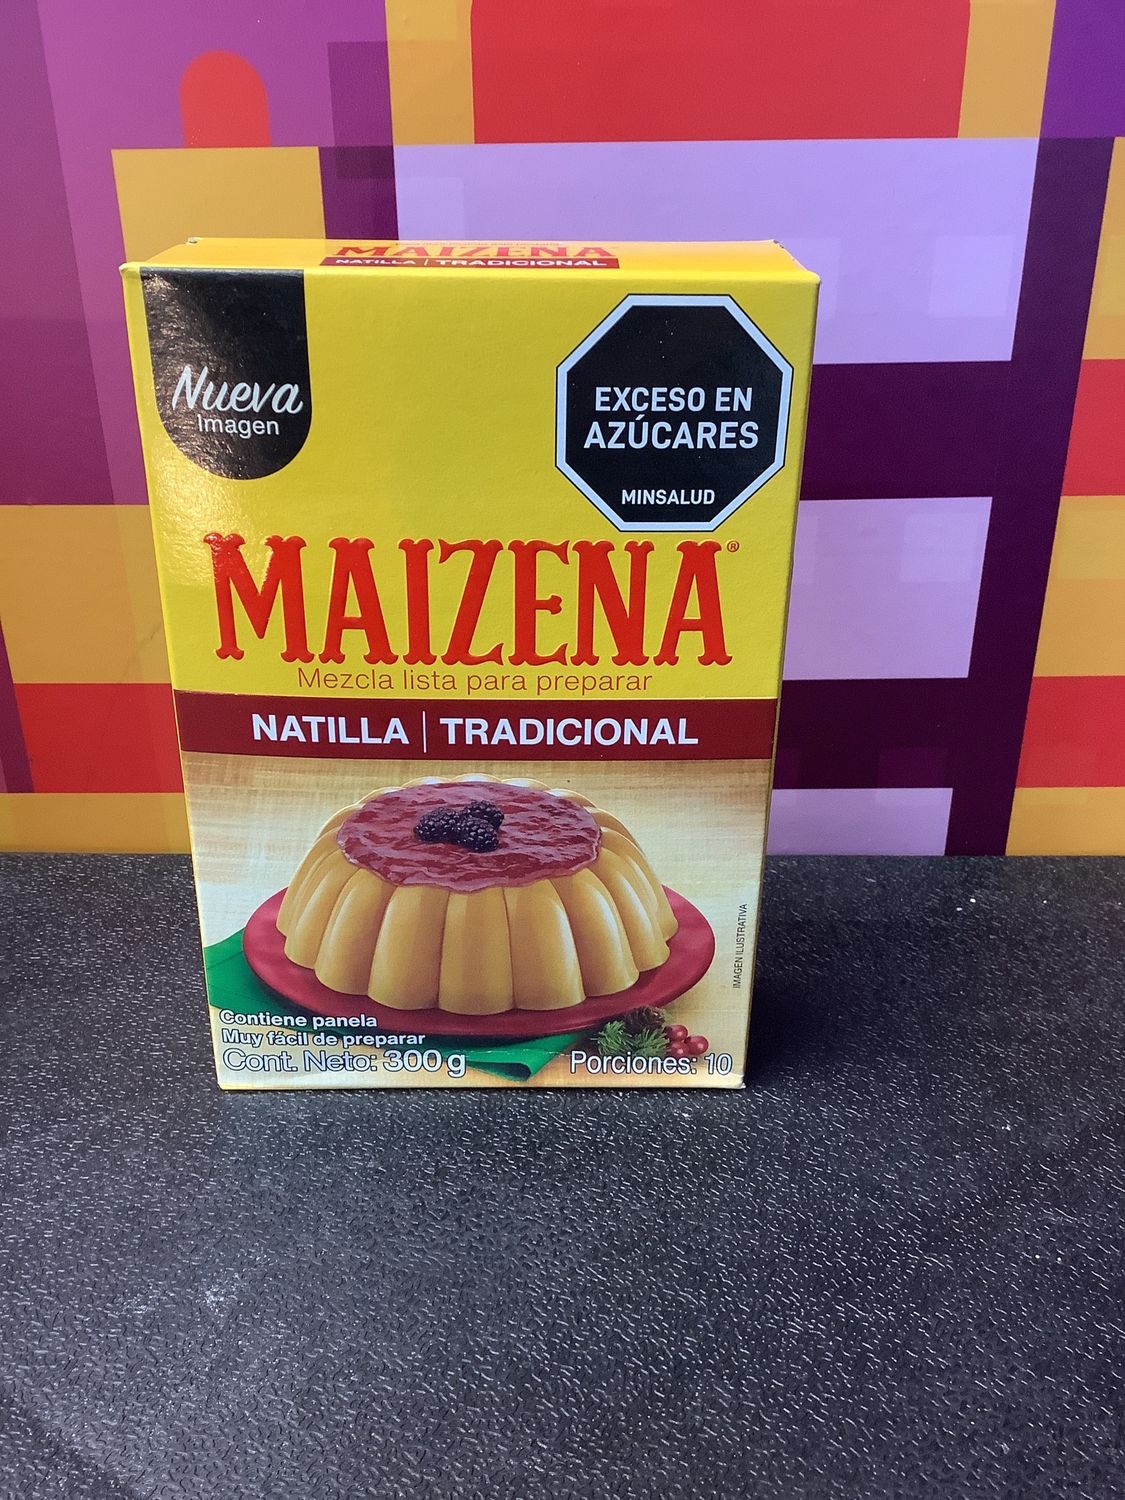 MAIZENA
NATILLA | TRADICIONAL
Nueva
Imagen
EXCESO EN
AZÚCARES
MINSALUD
MAIZENA®
Mezcla lista para preparar
NATILLA | TRADICIONAL
IMAGEN ILUSTRATIVA
Contiene panela
Muy fácil de preparar
Cont. Neto: 300 g
Porciones: 10